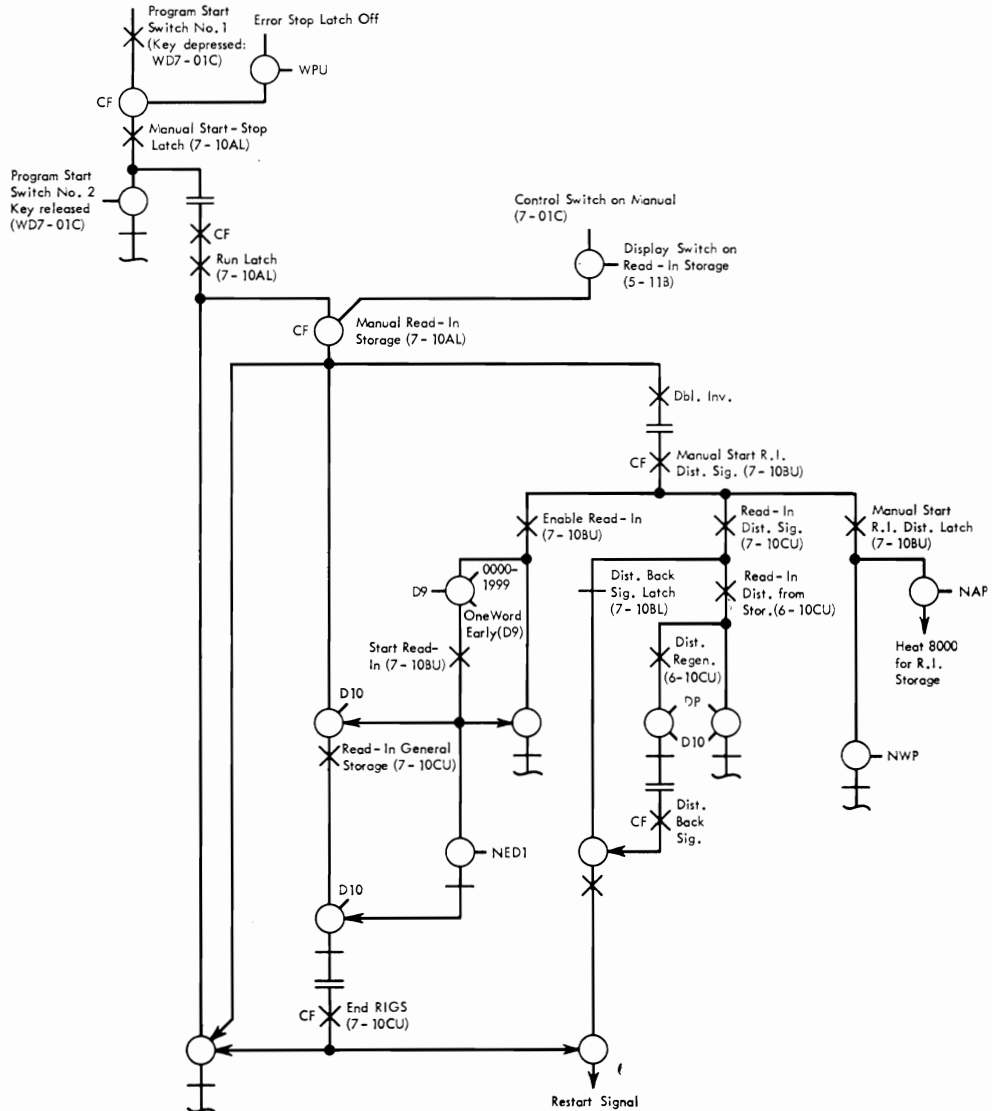 Program Start
Switch No. 1
(Key depressed:
WD7-01C)
Error Stop Latch Off
WPU
CF
Manual Start-Stop
Latch (7-10AL)
Program Start
Switch No. 2
Key released
(WD7-01C)
CF
Run Latch
(7-10AL)
Control Switch on Manual
(7-01C)
Display Switch on
Read-In Storage
(5-11B)
CF
Manual Read-In
Storage (7-10AL)
Dbl. Inv.
CF
Manual Start R.I.
Dist. Sig. (7-10BU)
Enable Read-In
(7-10BU)
Read-In
Dist. Sig.
(7-10CU)
Manual Start
R.I. Dist. Latch
(7-10BU)
D9
0000-
1999
One Word
Early (D9)
Dist. Back
Sig. Latch
(7-10BL)
Read-In
Dist. from
Stor. (6-10CU)
NAP
Heat 8000
for R.I.
Storage
Start Read-
In (7-10BU)
Dist.
Regen.
(6-10CU)
D10
DP
D10
Read-In General
Storage (7-10CU)
NWP
CF
Dist.
Back
Sig.
NED1
D10
CF
End RIGS
(7-10CU)
Restart Signal